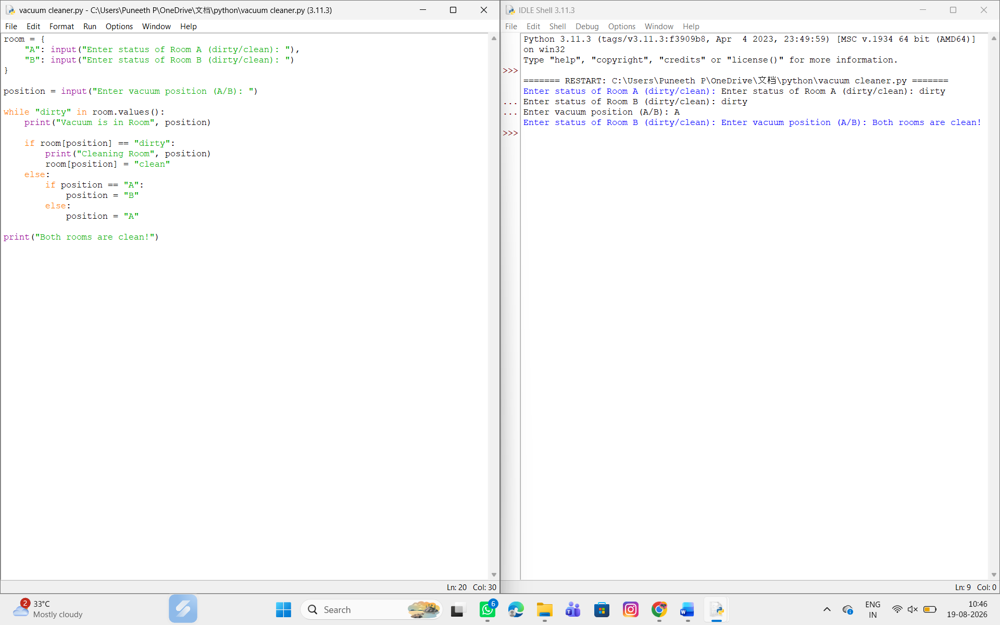 vacuum cleaner.py - C:\Users\Puneeth P\OneDrive\文档\python\vacuum cleaner.py (3.11.3)
File Edit Format Run Options Window Help
room = {
    "A": input("Enter status of Room A (dirty/clean): "),
    "B": input("Enter status of Room B (dirty/clean): ")
}
position = input("Enter vacuum position (A/B): ")
while "dirty" in room.values():
    print("Vacuum is in Room", position)
    if room[position] == "dirty":
        print("Cleaning Room", position)
        room[position] = "clean"
    else:
        if position == "A":
            position = "B"
        else:
            position = "A"
print("Both rooms are clean!")
Ln: 20 Col: 30
IDLE Shell 3.11.3
File Edit Shell Debug Options Window Help
Python 3.11.3 (tags/v3.11.3:f3909b8, Apr  4 2023, 23:49:59) [MSC v.1934 64 bit (AMD64)]
on win32
Type "help", "copyright", "credits" or "license()" for more information.
>>>
======= RESTART: C:\Users\Puneeth P\OneDrive\文档\python\vacuum cleaner.py =======
Enter status of Room A (dirty/clean): Enter status of Room A (dirty/clean): dirty
... Enter status of Room B (dirty/clean): dirty
... Enter vacuum position (A/B): A
Enter status of Room B (dirty/clean): Enter vacuum position (A/B): Both rooms are clean!
>>>
Ln: 9 Col: 0
2
33°C
Mostly cloudy
Search
6
ENG
IN
10:46
19-08-2026